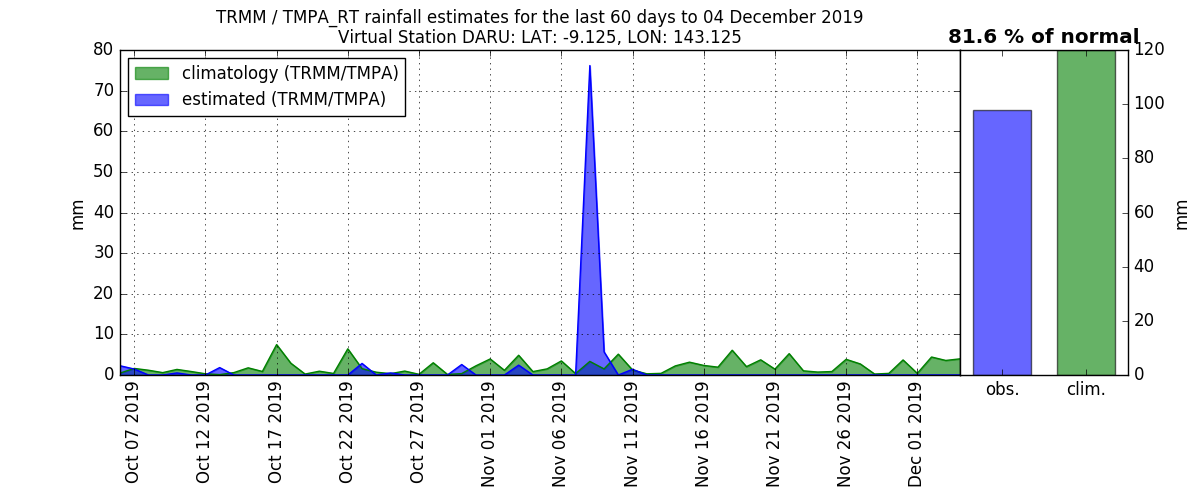 TRMM / TMPA_RT rainfall estimates for the last 60 days to 04 December 2019
Virtual Station DARU: LAT: -9.125, LON: 143.125
81.6 % of normal
climatology (TRMM/TMPA)
estimated (TRMM/TMPA)
80
70
60
50
40
30
20
10
0
mm
Oct 07 2019
Oct 12 2019
Oct 17 2019
Oct 22 2019
Oct 27 2019
Nov 01 2019
Nov 06 2019
Nov 11 2019
Nov 16 2019
Nov 21 2019
Nov 26 2019
Dec 01 2019
120
100
80
60
40
20
0
mm
obs.
clim.